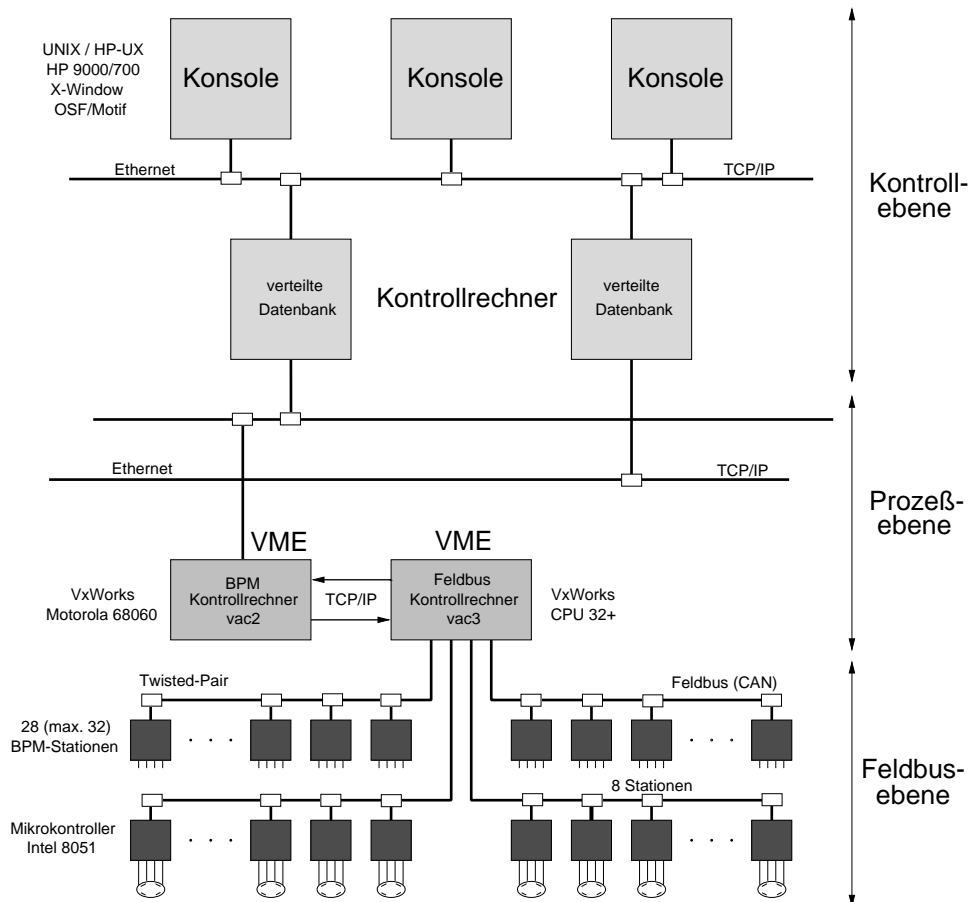 UNIX / HP-UX
HP 9000/700
X-Window
OSF/Motif
Konsole
Konsole
Konsole
Ethernet
TCP/IP
Kontroll-
ebene
verteilte
Datenbank
Kontrollrechner
verteilte
Datenbank
Ethernet
TCP/IP
Prozeß-
ebene
VME
VME
VxWorks
Motorola 68060
BPM
Kontrollrechner
vac2
TCP/IP
Feldbus
Kontrollrechner
vac3
VxWorks
CPU 32+
Twisted-Pair
Feldbus (CAN)
28 (max. 32)
BPM-Stationen
. . .
. . .
8 Stationen
Feldbus-
ebene
Mikrokontroller
Intel 8051
. . .
. . .